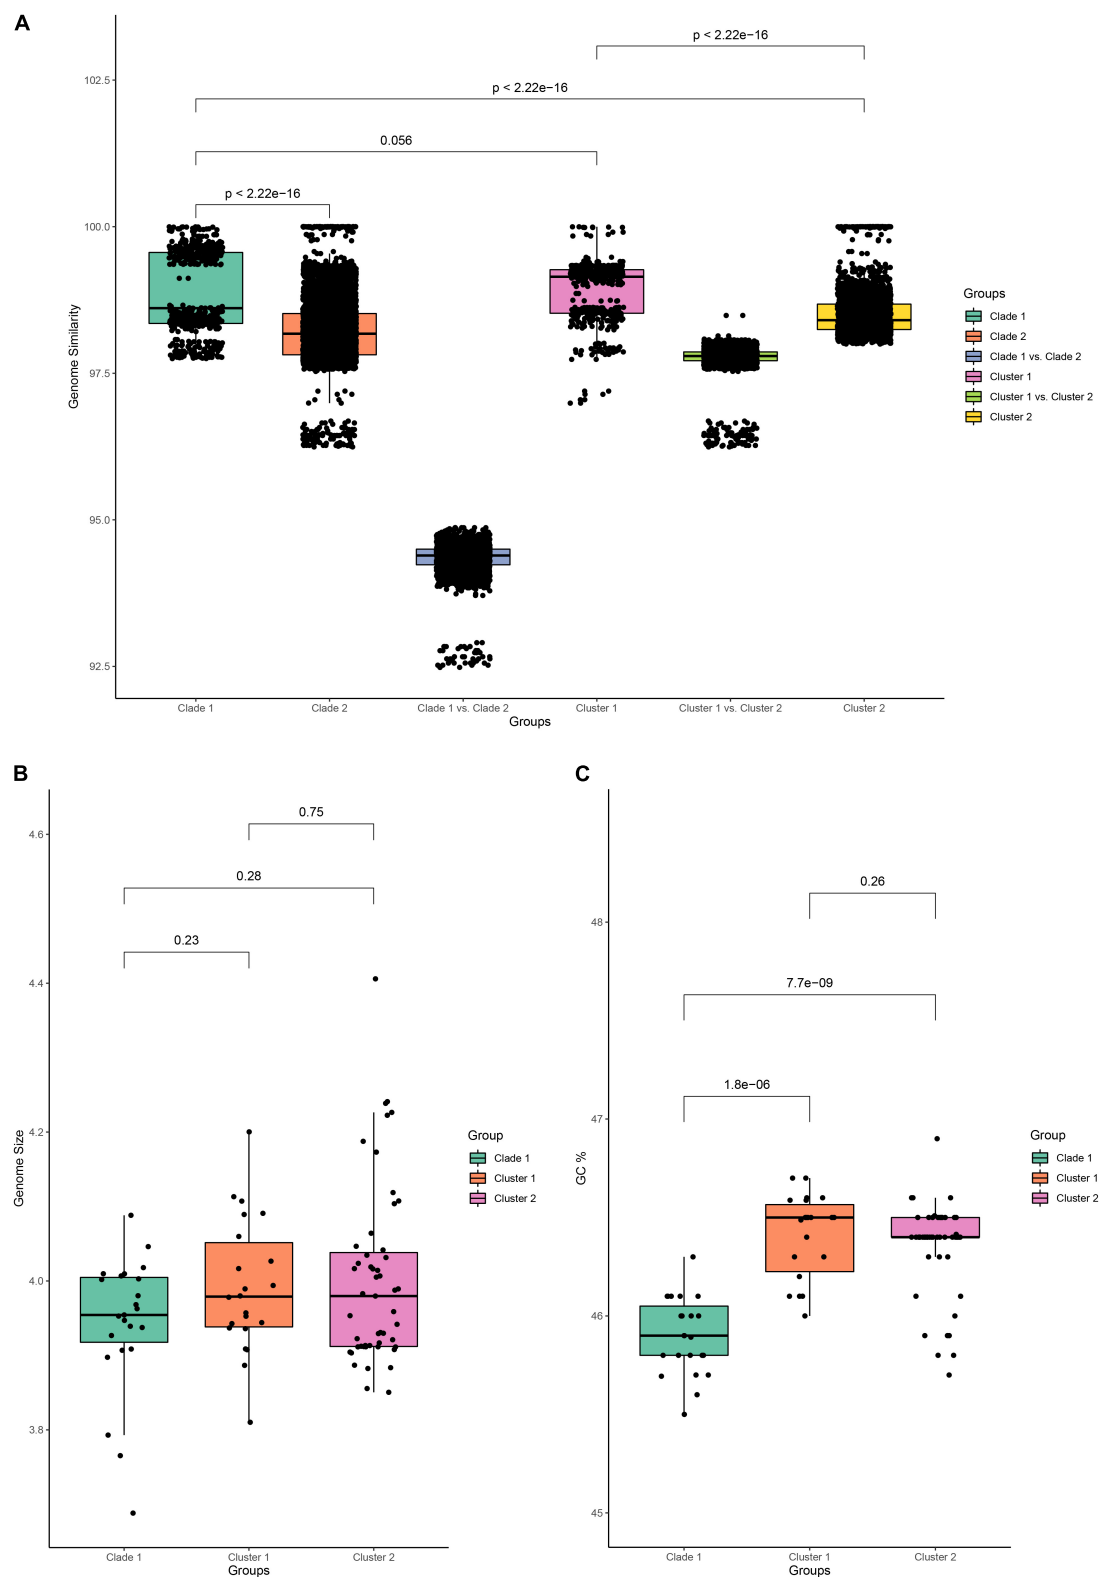 A
p < 2.22e−16
102.5
p < 2.22e−16
0.056
p < 2.22e−16
100.0
Genome Similarity
97.5
95.0
92.5
Groups
Clade 1
Clade 2
Clade 1 vs. Clade 2
Cluster 1
Cluster 1 vs. Cluster 2
Cluster 2
Clade 1
Clade 2
Clade 1 vs. Clade 2
Cluster 1
Cluster 1 vs. Cluster 2
Cluster 2
Groups
B
0.75
4.6
0.28
0.23
4.4
4.2
Genome Size
4.0
3.8
Group
Clade 1
Cluster 1
Cluster 2
Clade 1
Cluster 1
Cluster 2
Groups
C
0.26
48
7.7e−09
1.8e−06
47
GC %
46
45
Group
Clade 1
Cluster 1
Cluster 2
Clade 1
Cluster 1
Cluster 2
Groups